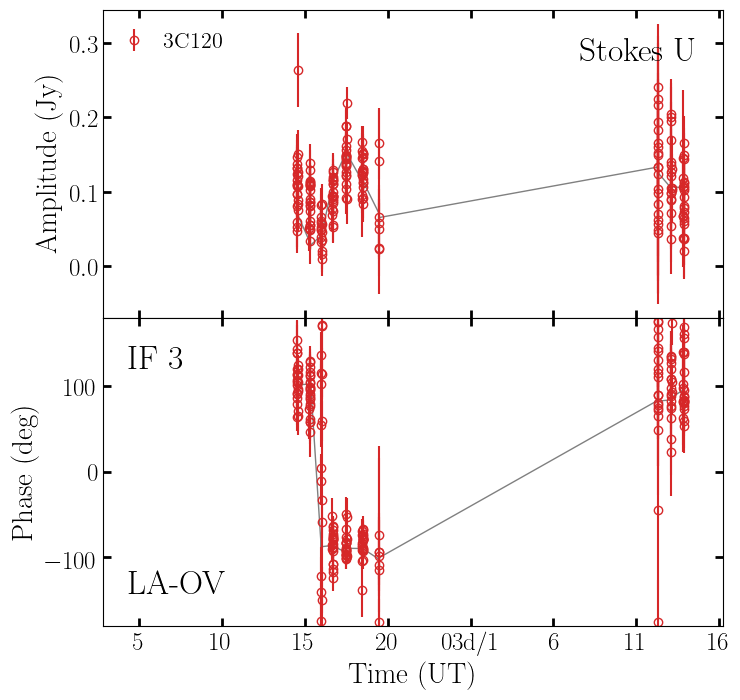 3C120
Stokes U
Amplitude (Jy)
0.3
0.2
0.1
0.0
IF 3
LA-OV
Phase (deg)
100
0
−100
5 10 15 20 03d/1 6 11 16
Time (UT)